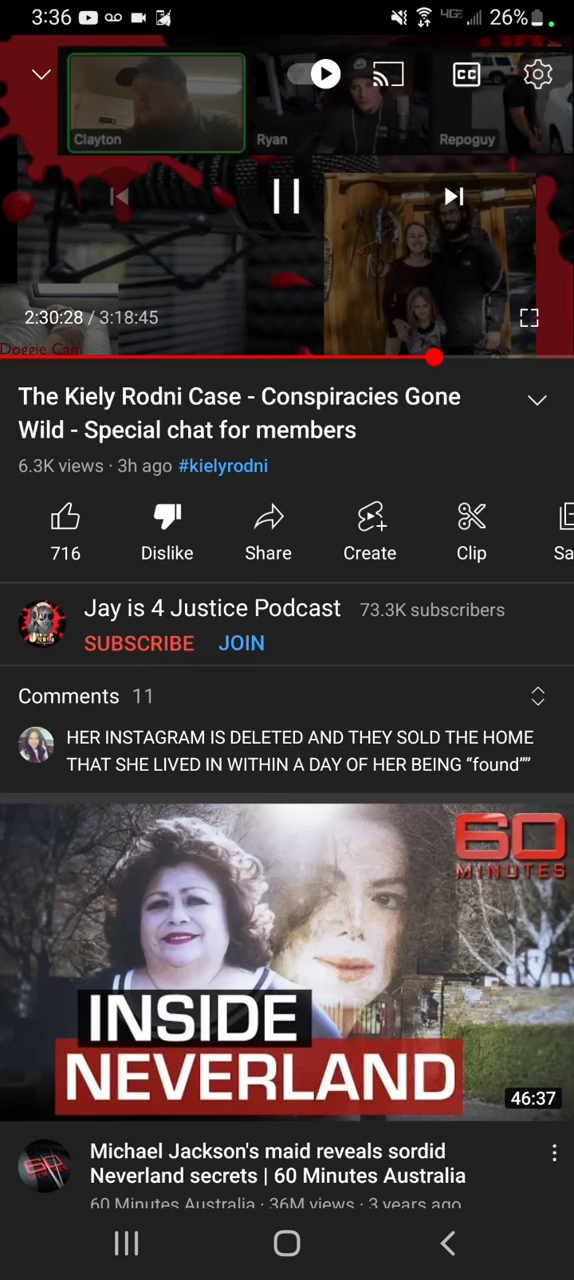 3:36
4GE
26%
CC
Clayton
Ryan
Repoguy
2:30:28 / 3:18:45
Doggie Cam
The Kiely Rodni Case - Conspiracies Gone
Wild - Special chat for members
6.3K views · 3h ago #kielyrodni
716 Dislike Share Create Clip Sa
Jay is 4 Justice Podcast 73.3K subscribers
SUBSCRIBE JOIN
Comments 11
HER INSTAGRAM IS DELETED AND THEY SOLD THE HOME
THAT SHE LIVED IN WITHIN A DAY OF HER BEING “found””
60
MINUTES
INSIDE
NEVERLAND
46:37
60
Michael Jackson's maid reveals sordid
Neverland secrets | 60 Minutes Australia
60 Minutes Australia · 36M views · 3 years ago